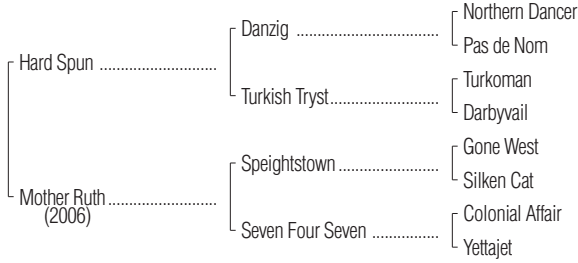 Northern Dancer
Danzig ....................................
Pas de Nom
Hard Spun .............................
Turkoman
Turkish Tryst...........................
Darbyvail
Gone West
Speightstown .........................
Silken Cat
Mother Ruth ...........................
(2006)
Colonial Affair
Seven Four Seven .................
Yettajet